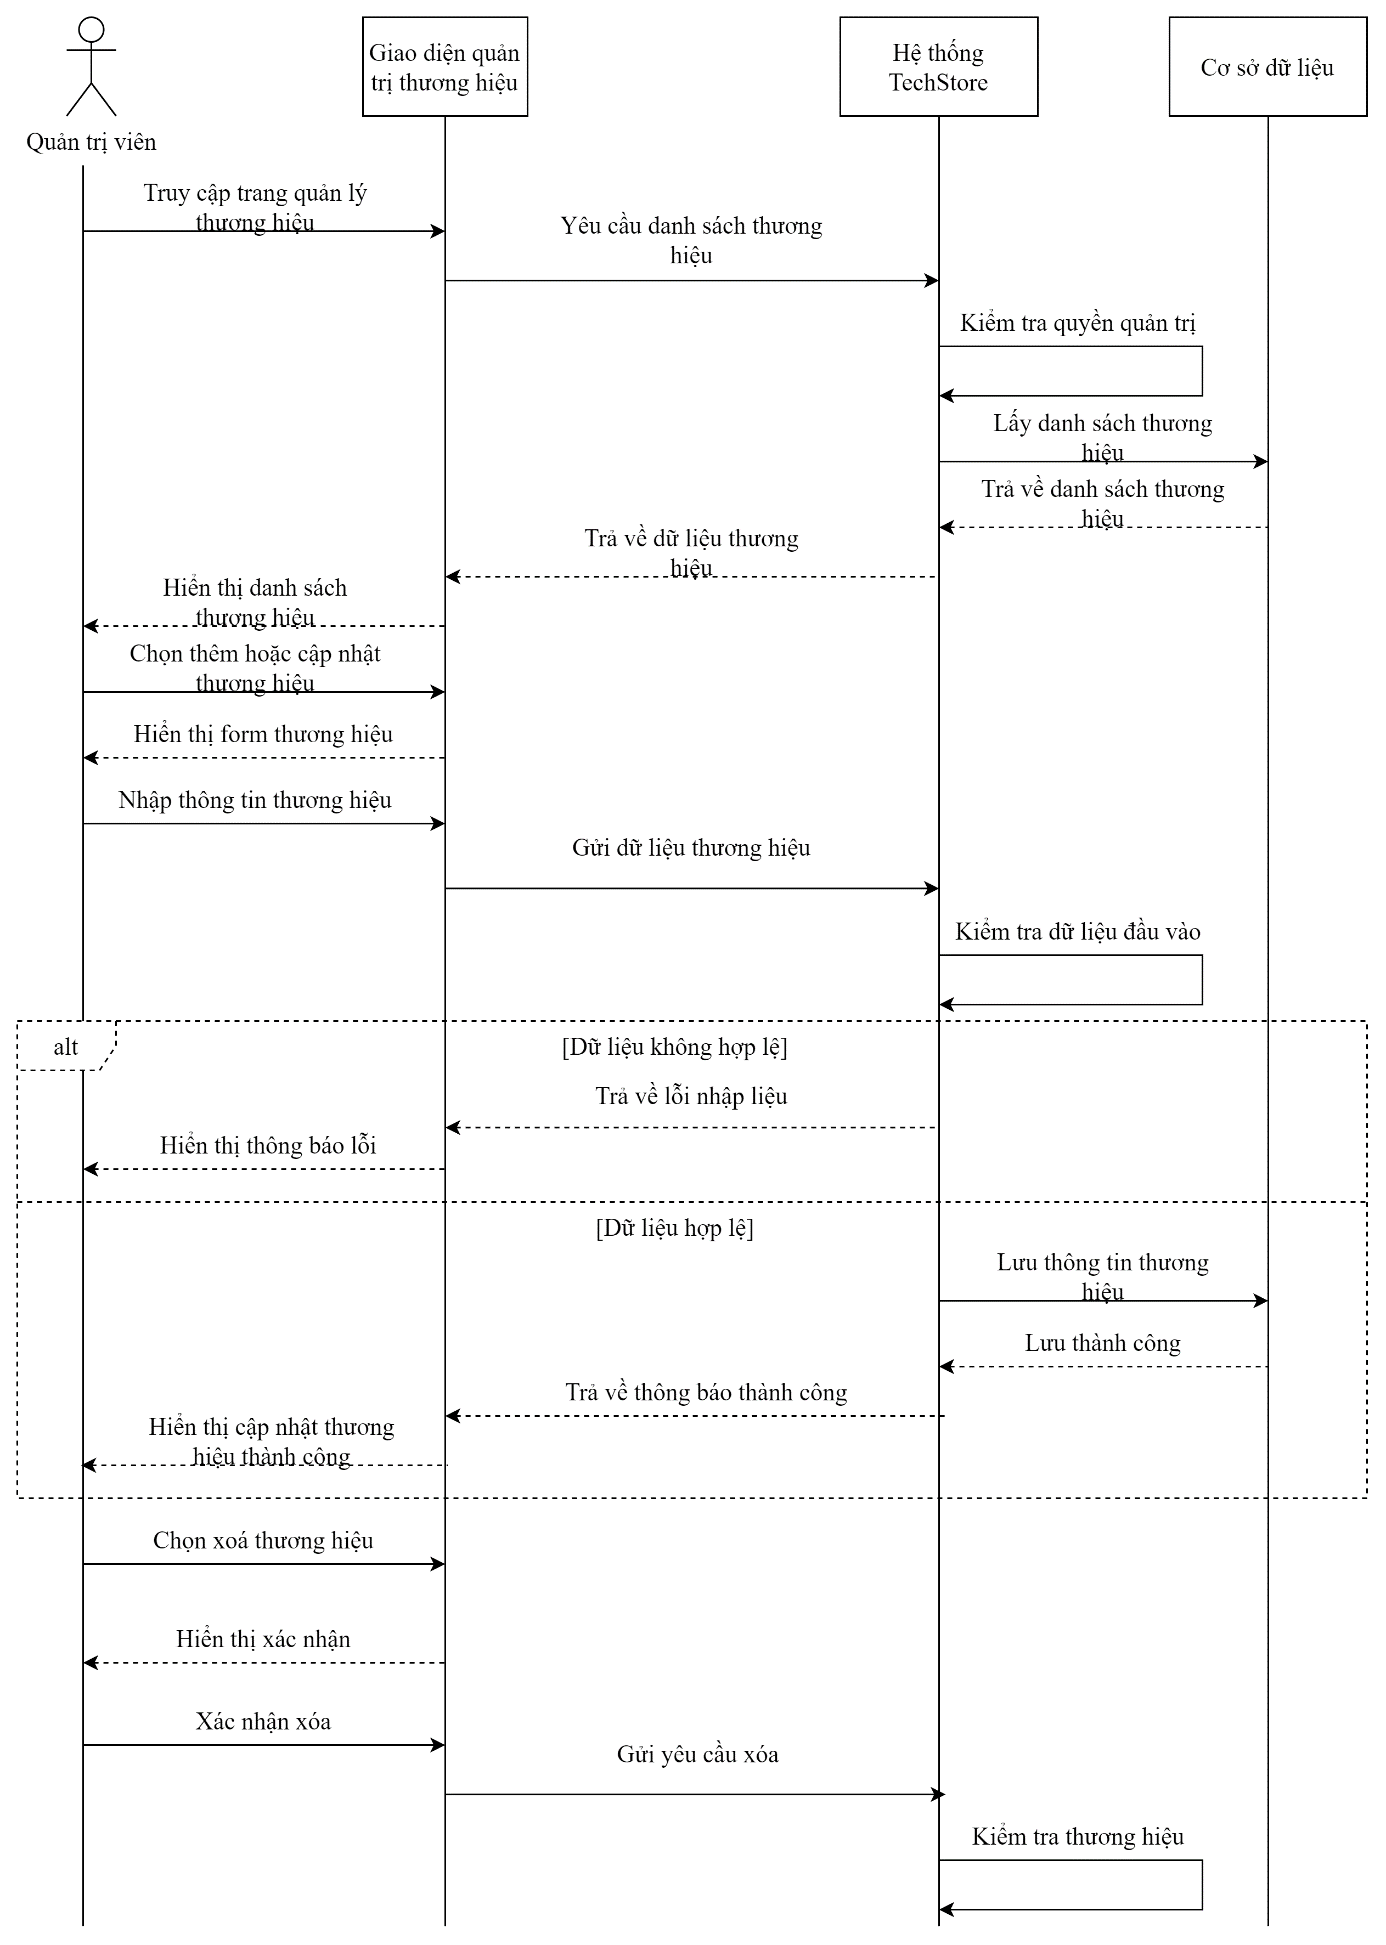 Quản trị viên
Giao diện quản
trị thương hiệu
Hệ thống
TechStore
Cơ sở dữ liệu
Truy cập trang quản lý
thương hiệu
Yêu cầu danh sách thương
hiệu
Kiểm tra quyền quản trị
Lấy danh sách thương
hiệu
Trả về danh sách thương
hiệu
Trả về dữ liệu thương
hiệu
Hiển thị danh sách
thương hiệu
Chọn thêm hoặc cập nhật
thương hiệu
Hiển thị form thương hiệu
Nhập thông tin thương hiệu
Gửi dữ liệu thương hiệu
Kiểm tra dữ liệu đầu vào
alt
[Dữ liệu không hợp lệ]
Trả về lỗi nhập liệu
Hiển thị thông báo lỗi
[Dữ liệu hợp lệ]
Lưu thông tin thương
hiệu
Lưu thành công
Trả về thông báo thành công
Hiển thị cập nhật thương
hiệu thành công
Chọn xoá thương hiệu
Hiển thị xác nhận
Xác nhận xóa
Gửi yêu cầu xóa
Kiểm tra thương hiệu